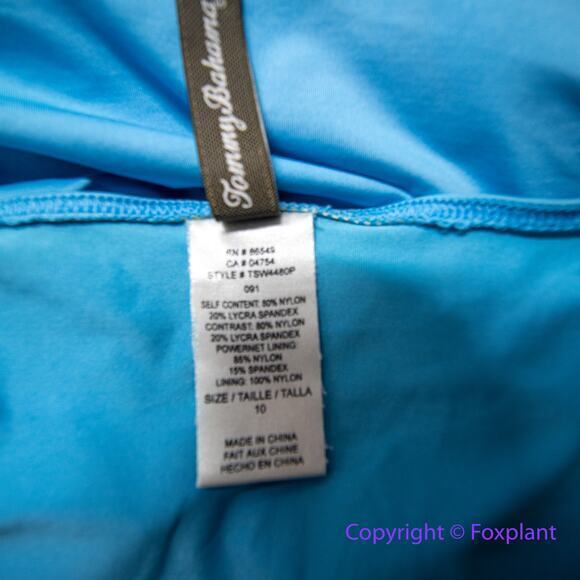 Tommy Bahama
RN # 86549
CA # 04754
STYLE # TSW4480P
091
SELF CONTENT: 80% NYLON
20% LYCRA SPANDEX
CONTRAST: 80% NYLON
20% LYCRA SPANDEX
POWERNET LINING:
85% NYLON
15% SPANDEX
LINING: 100% NYLON
SIZE / TAILLE / TALLA
10
MADE IN CHINA
FAIT AUX CHINE
HECHO EN CHINA
Copyright © Foxplant